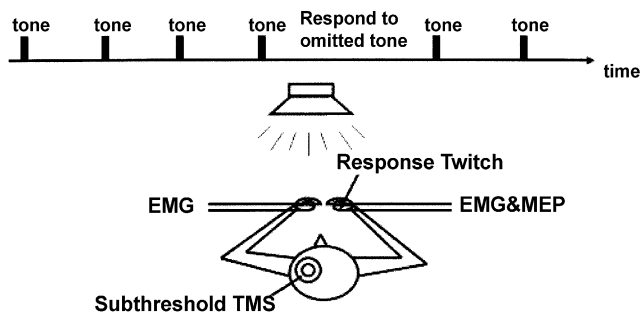 tone tone tone tone Respond to omitted tone tone tone
time
Response Twitch
EMG EMG&MEP
Subthreshold TMS